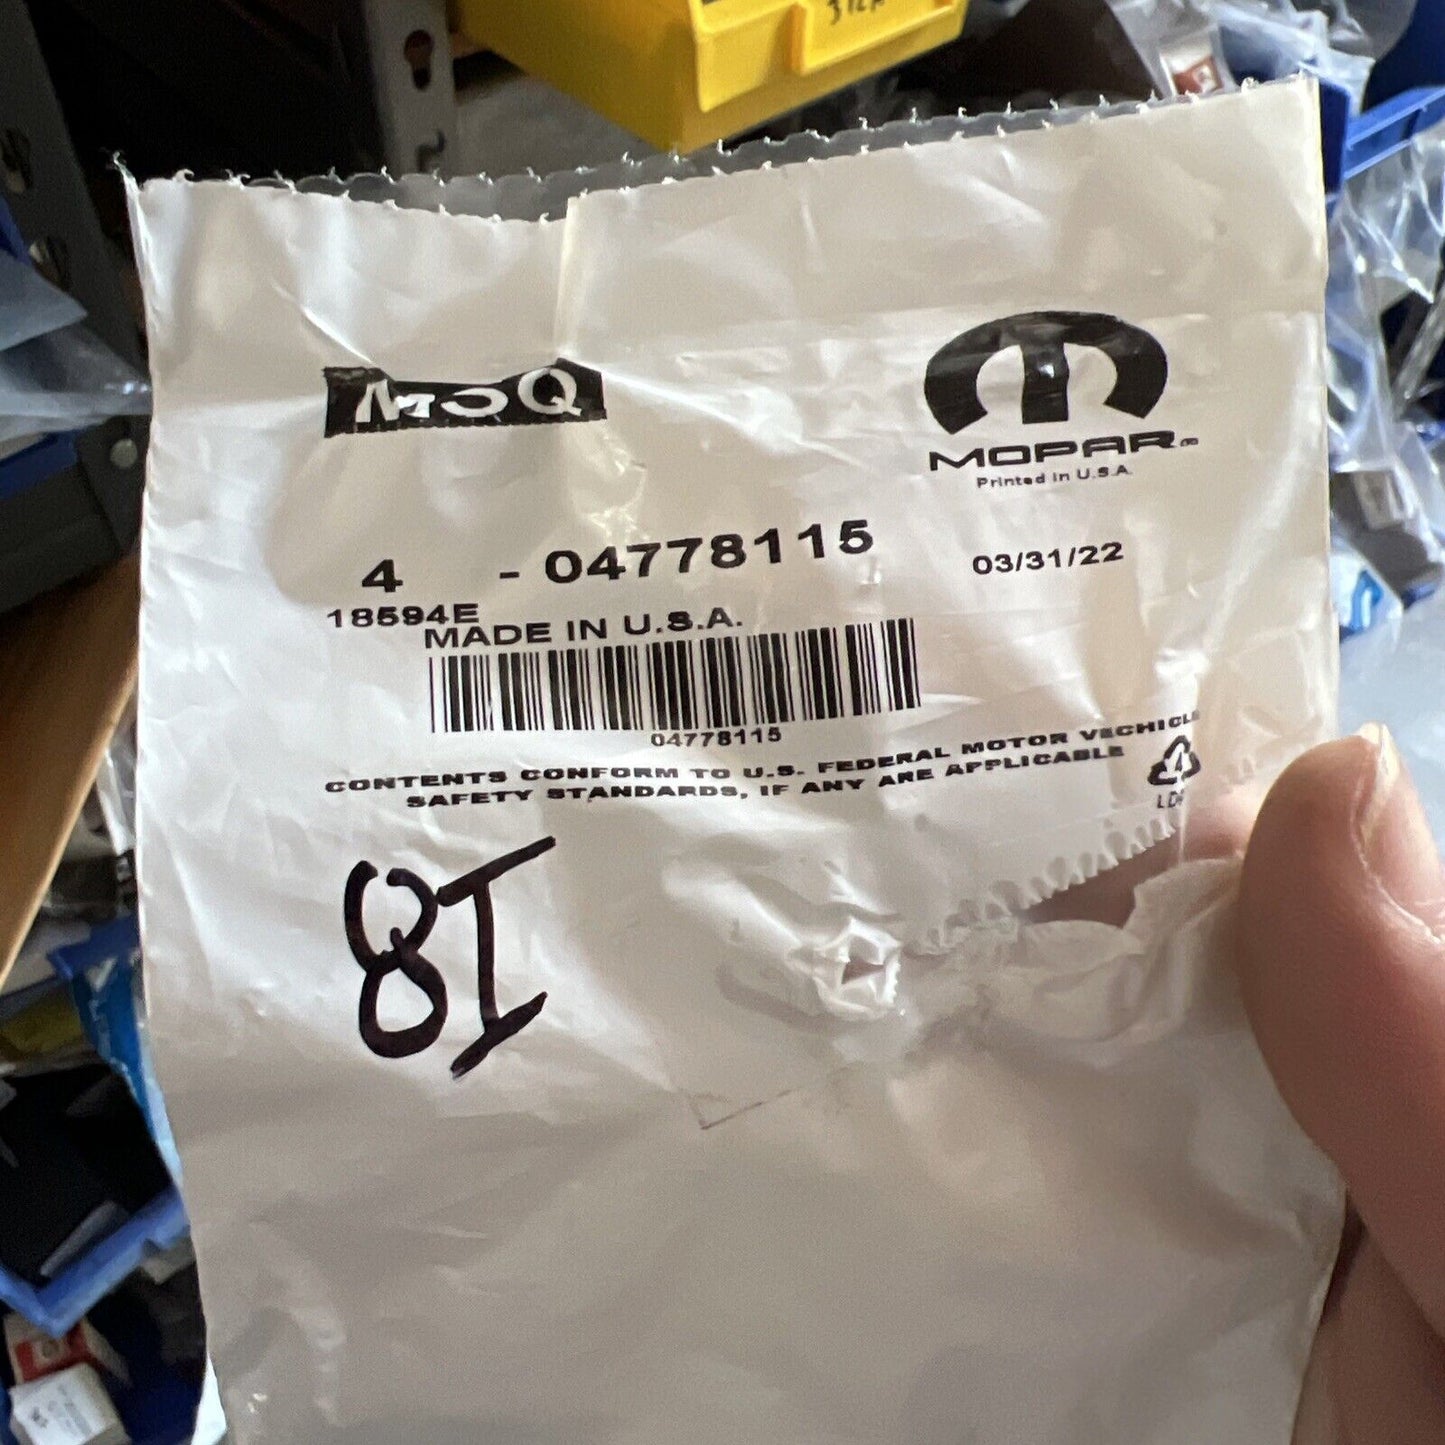 MSQ
MOPAR
Printed in U.S.A.
4 - 04778115
03/31/22
18594E
MADE IN U.S.A.
04778115
CONTENTS CONFORM TO U.S. FEDERAL MOTOR VECHICLE
SAFETY STANDARDS, IF ANY ARE APPLICABLE
4
8I